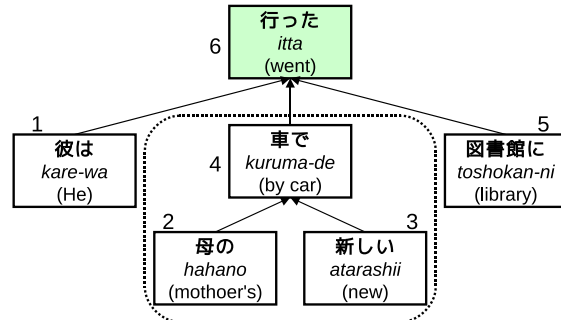 6
行った
itta
(went)
1
彼は
kare-wa
(He)
4
車で
kuruma-de
(by car)
5
図書館に
toshokan-ni
(library)
2
母の
hahano
(mothoer's)
3
新しい
atarashii
(new)